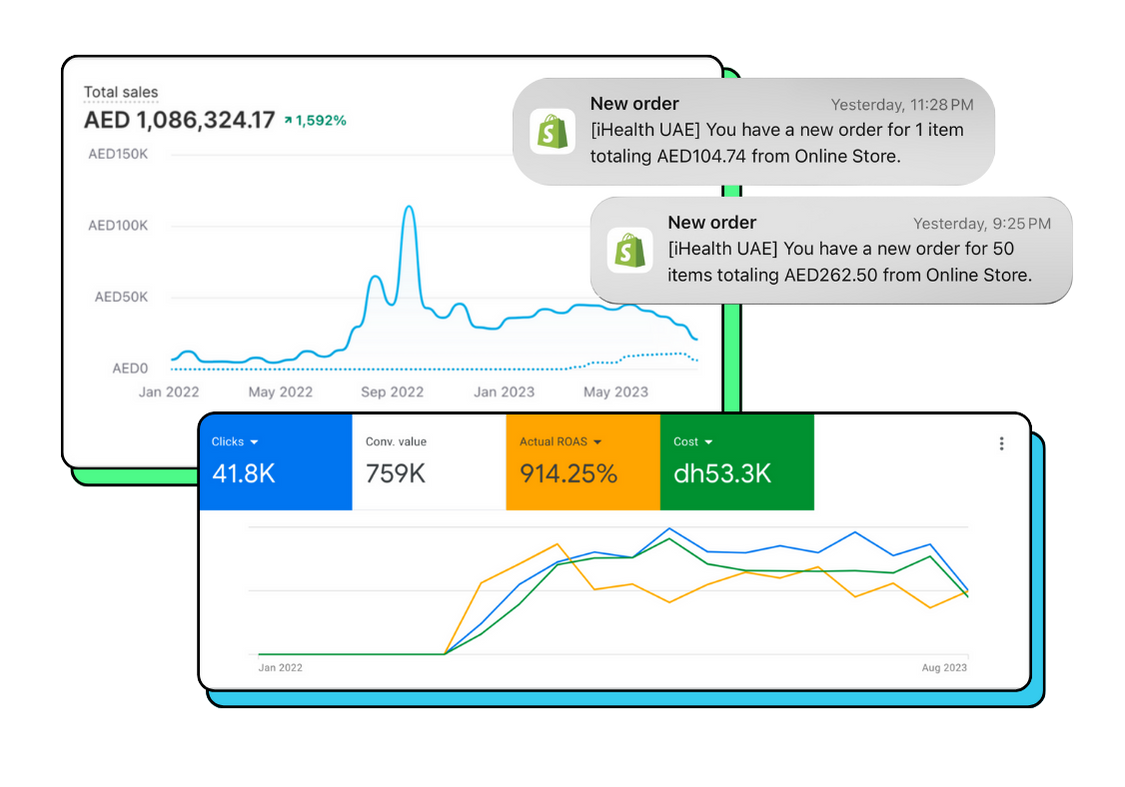 Total sales
AED 1,086,324.17 ↗ 1,592%
AED150K
AED100K
AED50K
AED0
Jan 2022 May 2022 Sep 2022 Jan 2023 May 2023
New order Yesterday, 11:28 PM
[iHealth UAE] You have a new order for 1 item
totaling AED104.74 from Online Store.
New order Yesterday, 9:25 PM
[iHealth UAE] You have a new order for 50
items totaling AED262.50 from Online Store.
Clicks Conv. value Actual ROAS Cost
41.8K 759K 914.25% dh53.3K
Jan 2022 Aug 2023